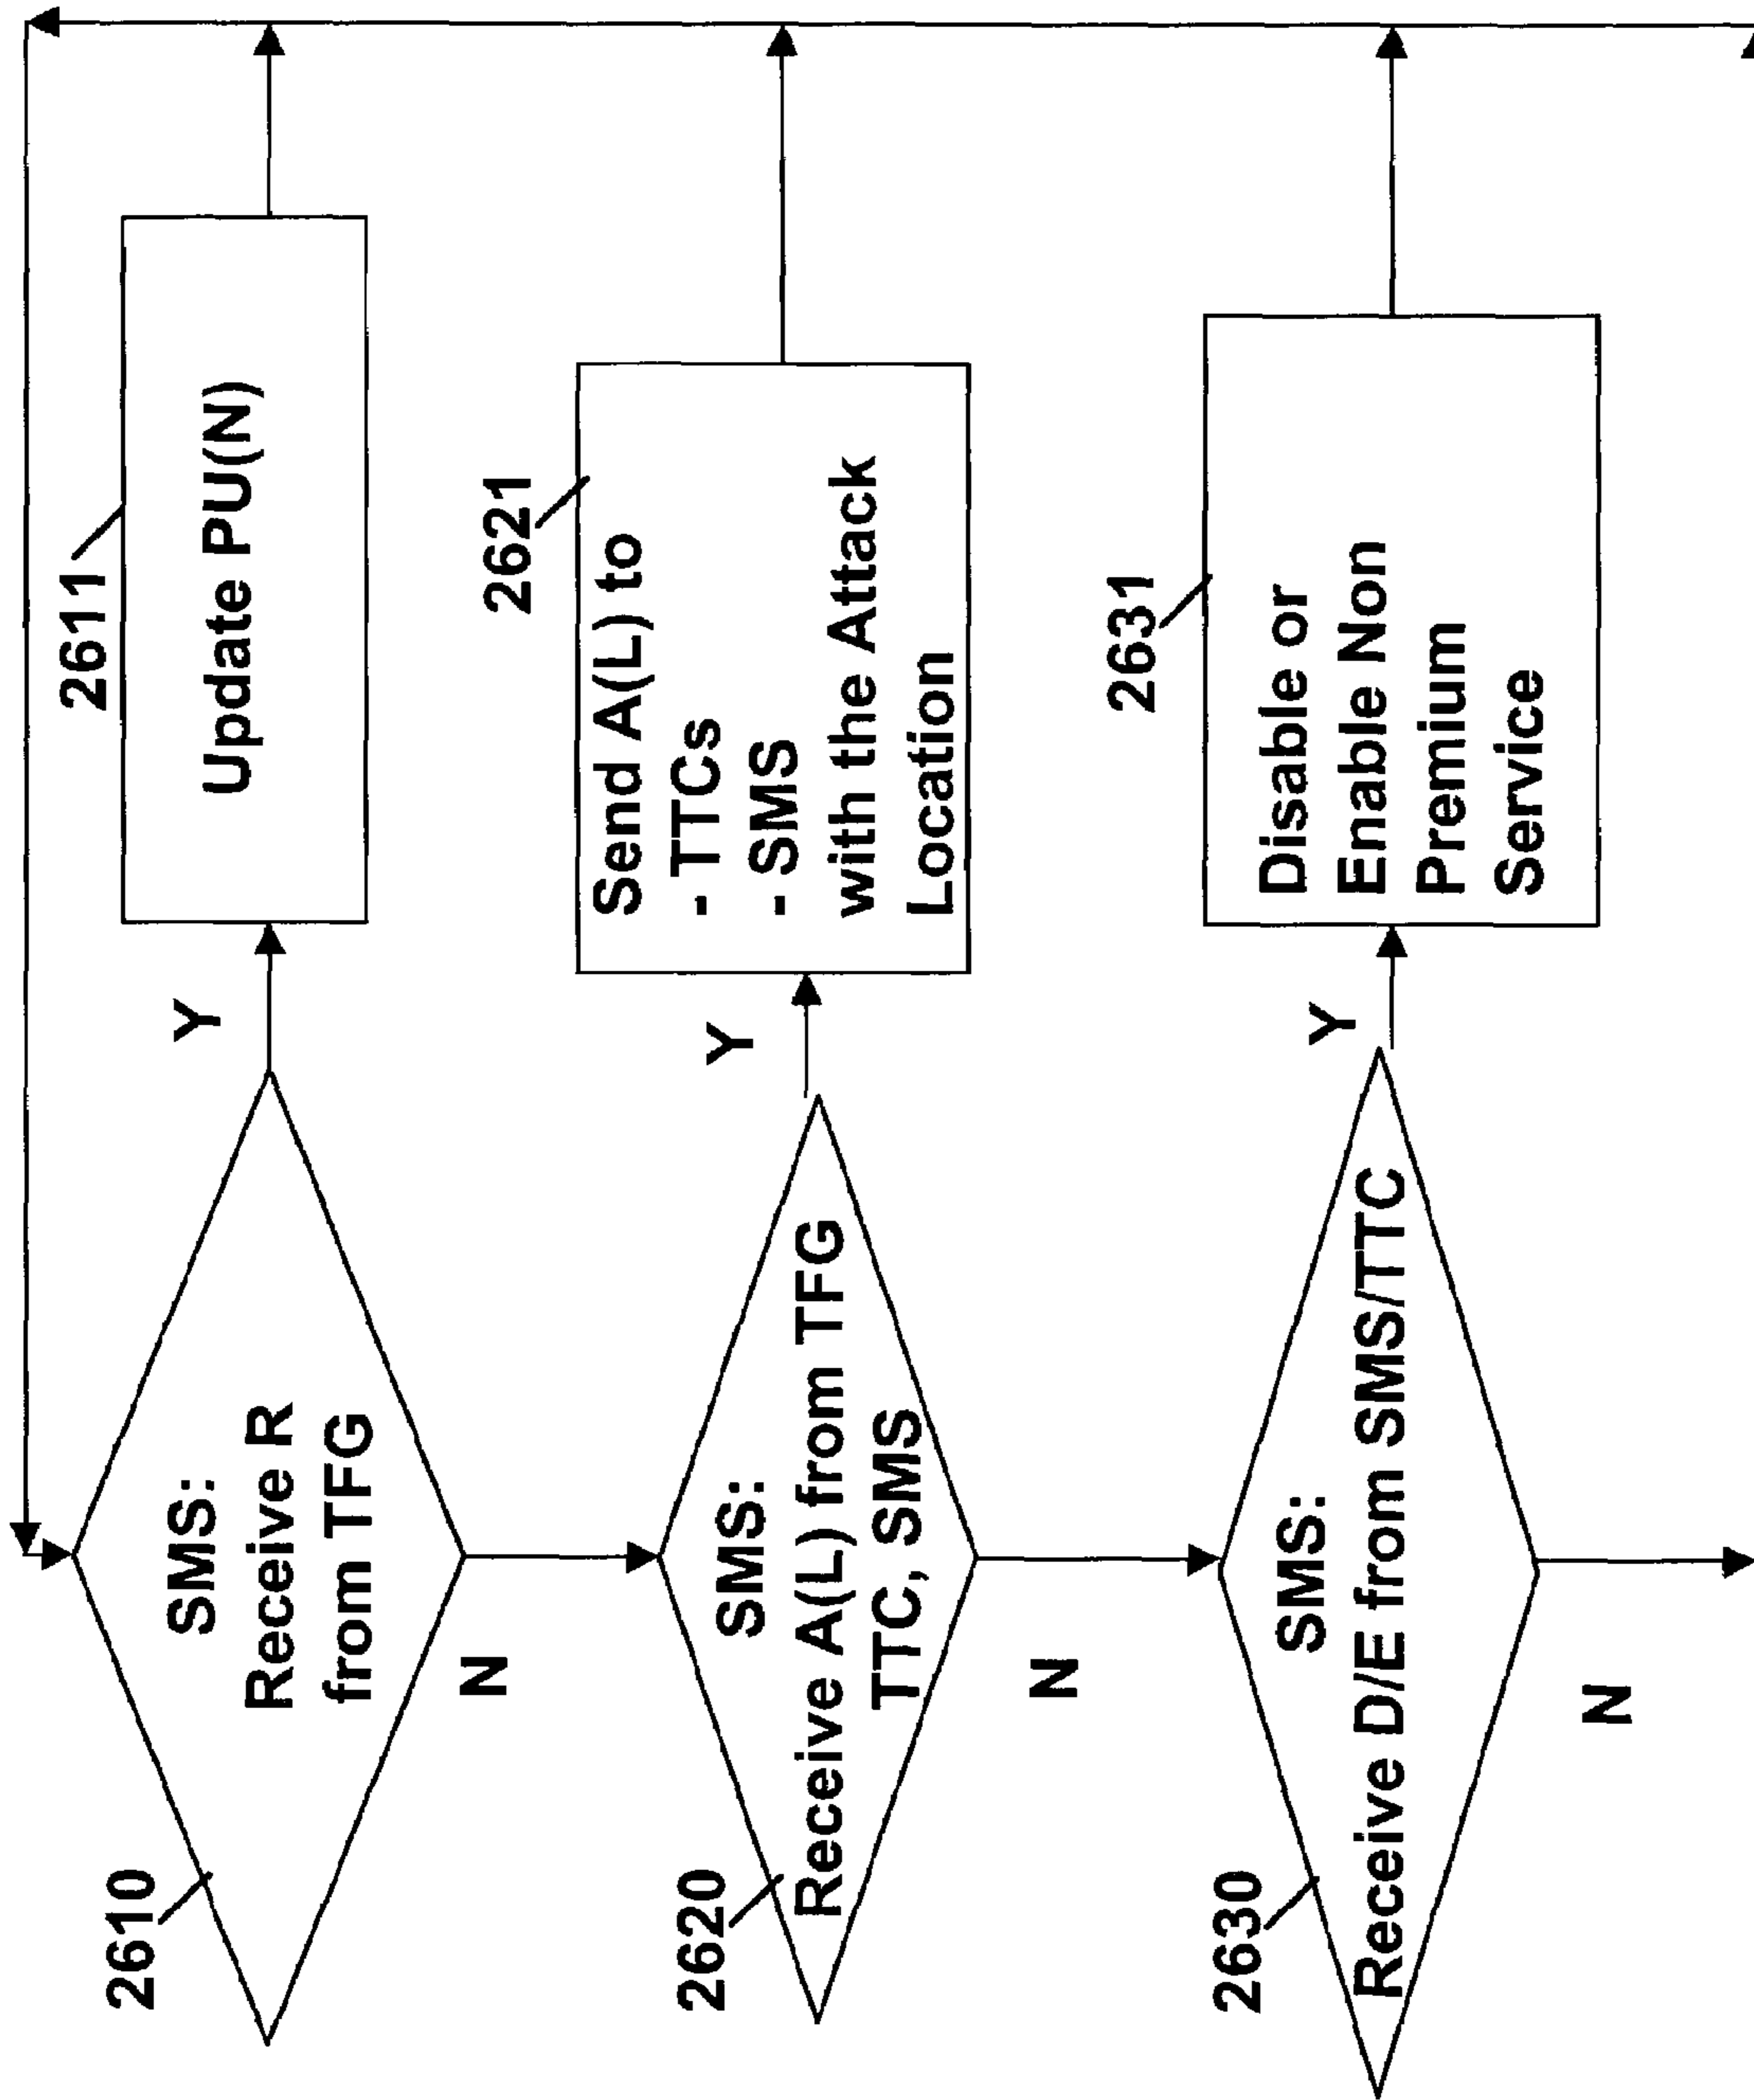 2610
SMS:
Receive R
from TFG
Y
2611
Update PU(N)
N
2620
SMS:
Receive A(L) from TFG
TTC, SMS
Y
2621
Send A(L) to
- TTCs
- SMS
with the Attack
Location
N
2630
SMS:
Receive D/E from SMS/TTC
Y
2631
Disable or
Enable Non
Premium
Service
N